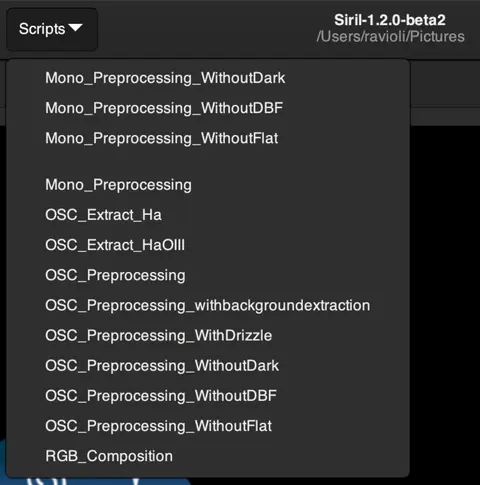 Scripts
Siril-1.2.0-beta2
/Users/ravioli/Pictures
Mono_Preprocessing_WithoutDark
Mono_Preprocessing_WithoutDBF
Mono_Preprocessing_WithoutFlat
Mono_Preprocessing
OSC_Extract_Ha
OSC_Extract_HaOIII
OSC_Preprocessing
OSC_Preprocessing_withbackgroundextraction
OSC_Preprocessing_WithDrizzle
OSC_Preprocessing_WithoutDark
OSC_Preprocessing_WithoutDBF
OSC_Preprocessing_WithoutFlat
RGB_Composition